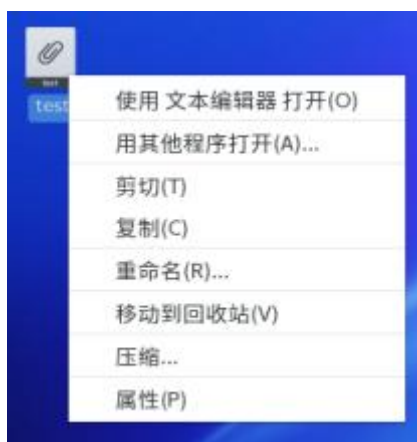 text
test
使用 文本编辑器 打开(O)
用其他程序打开(A)...
剪切(T)
复制(C)
重命名(R)...
移动到回收站(V)
压缩...
属性(P)